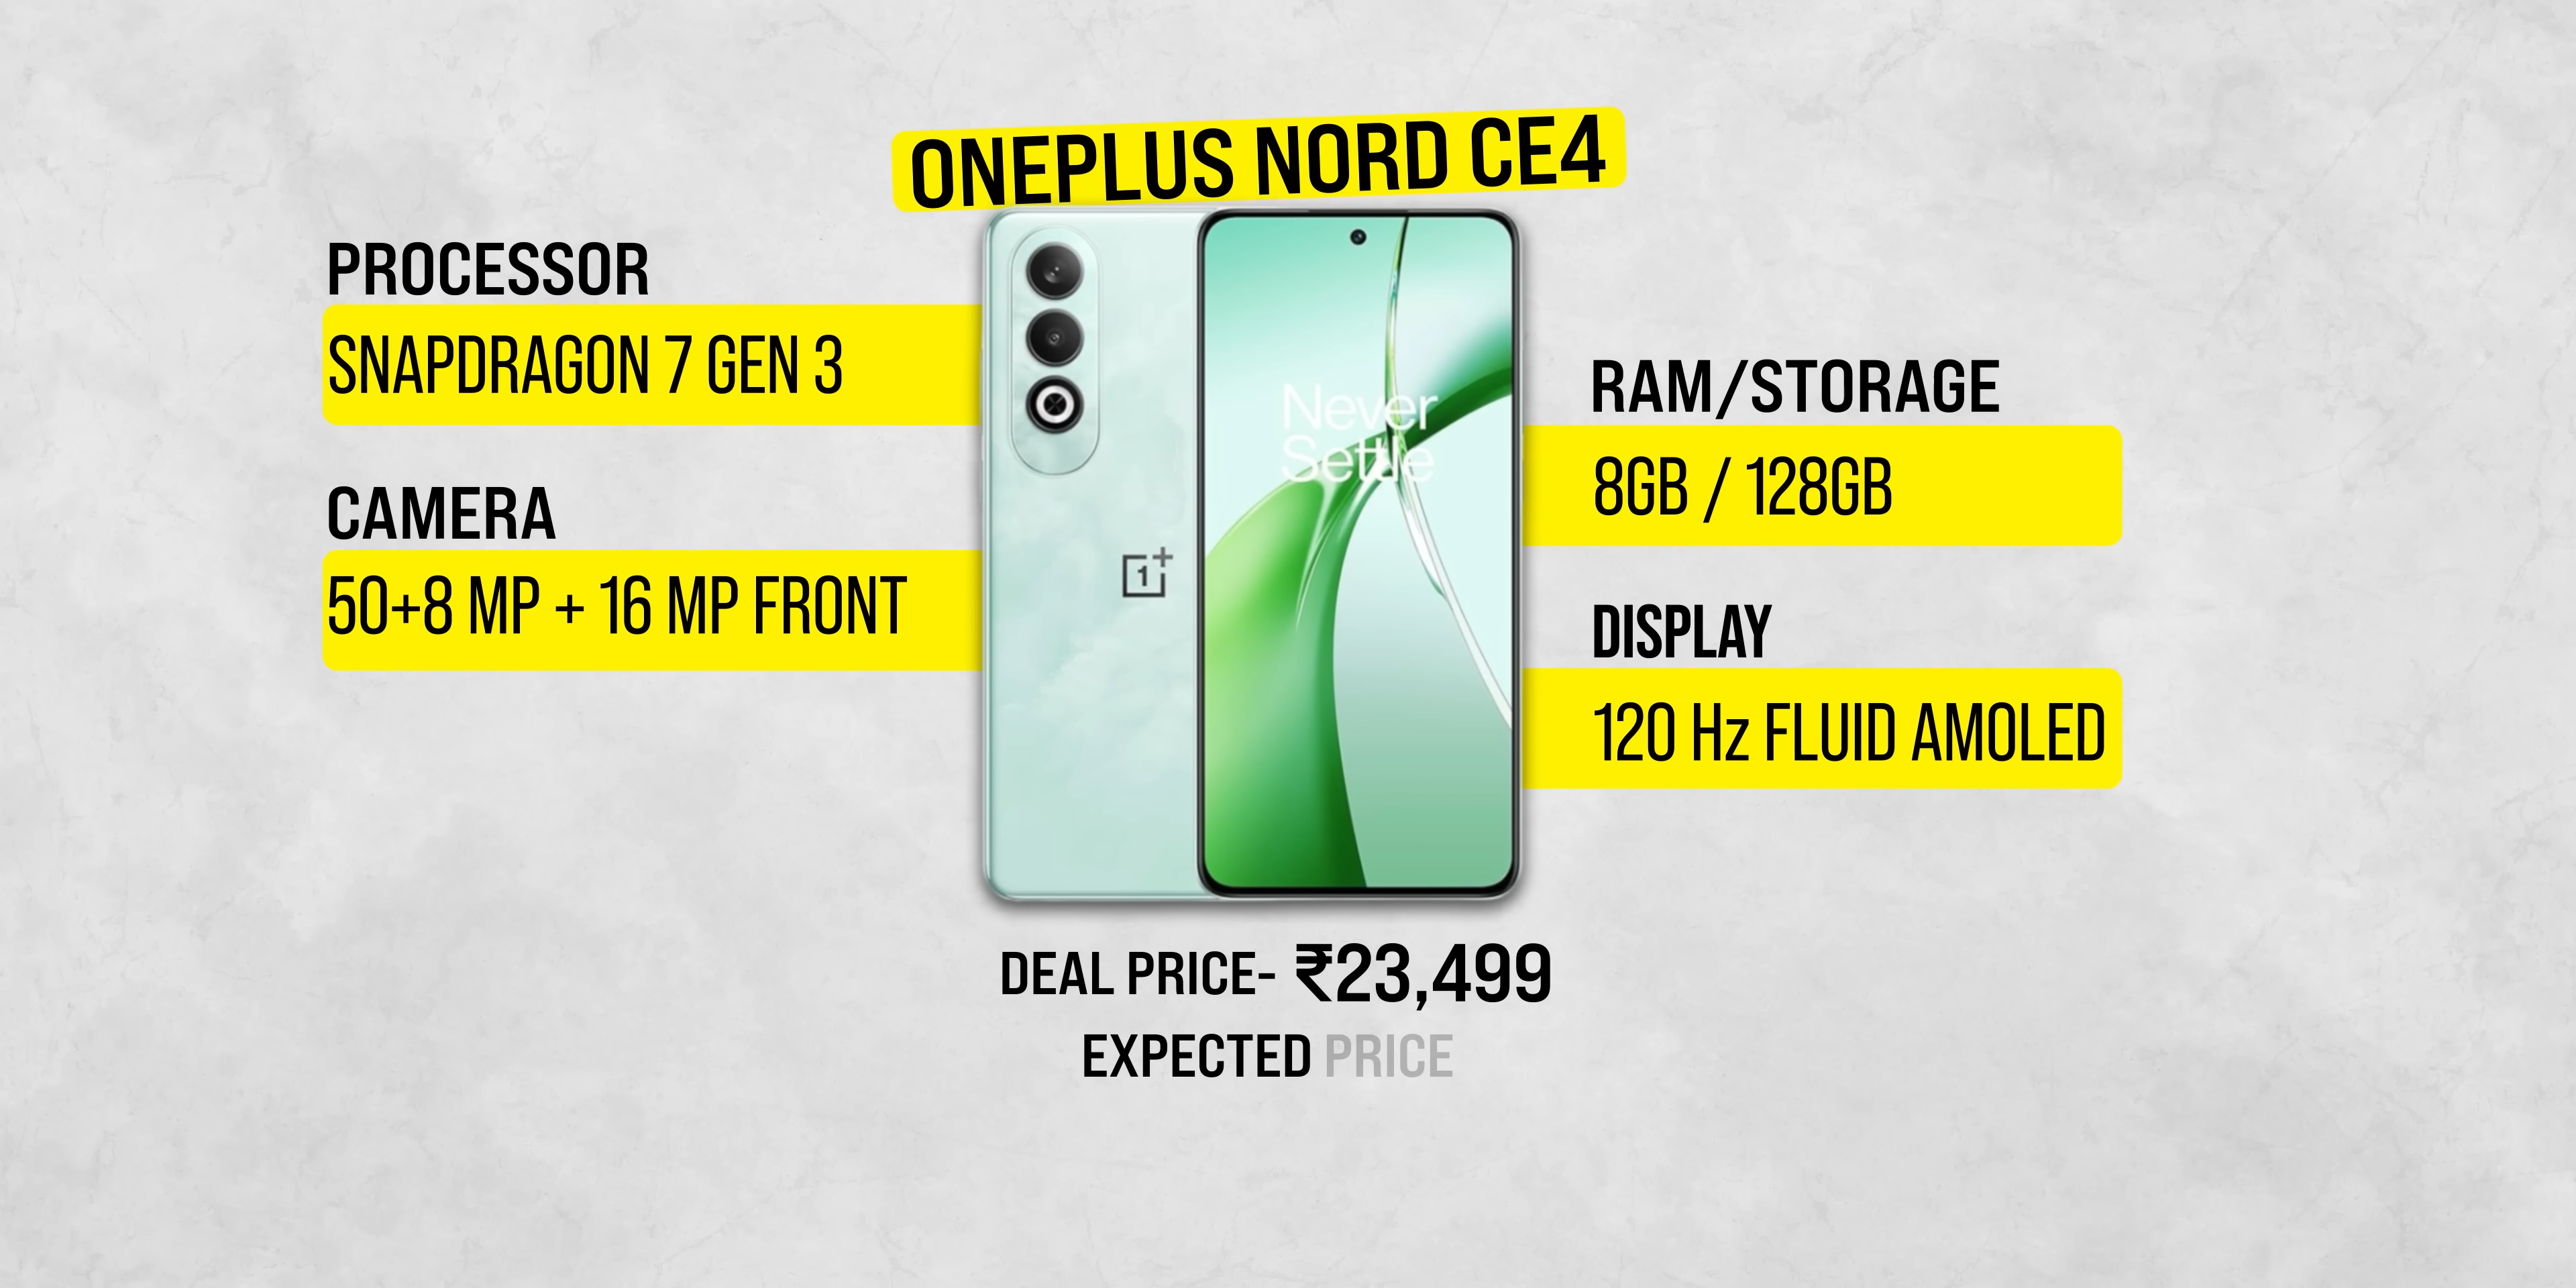 ONEPLUS NORD CE4
PROCESSOR
SNAPDRAGON 7 GEN 3
CAMERA
50+8 MP + 16 MP FRONT
Never
Settle
1+
RAM/STORAGE
8GB / 128GB
DISPLAY
120 Hz FLUID AMOLED
DEAL PRICE- ₹23,499
EXPECTED PRICE